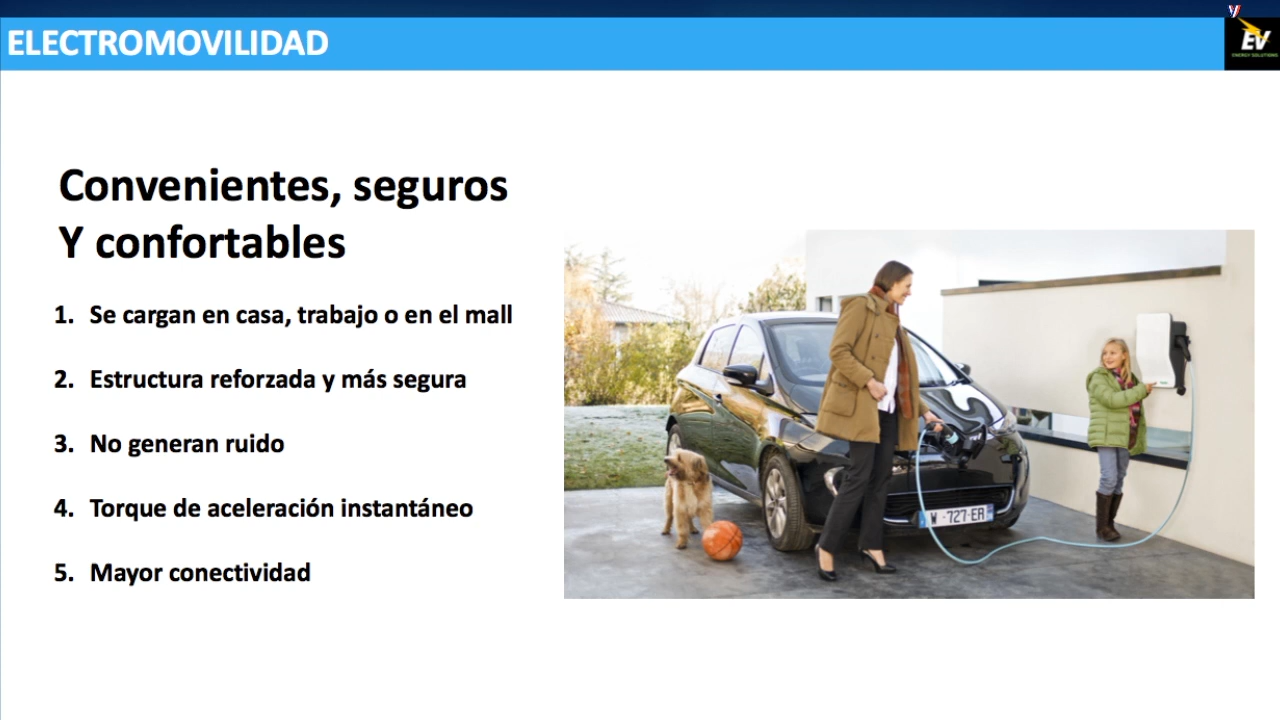 ELECTROMOVILIDAD
EV
ENERGY SOLUTIONS
Convenientes, seguros
Y confortables
1. Se cargan en casa, trabajo o en el mall
2. Estructura reforzada y más segura
3. No generan ruido
4. Torque de aceleración instantáneo
5. Mayor conectividad
W-727-ER